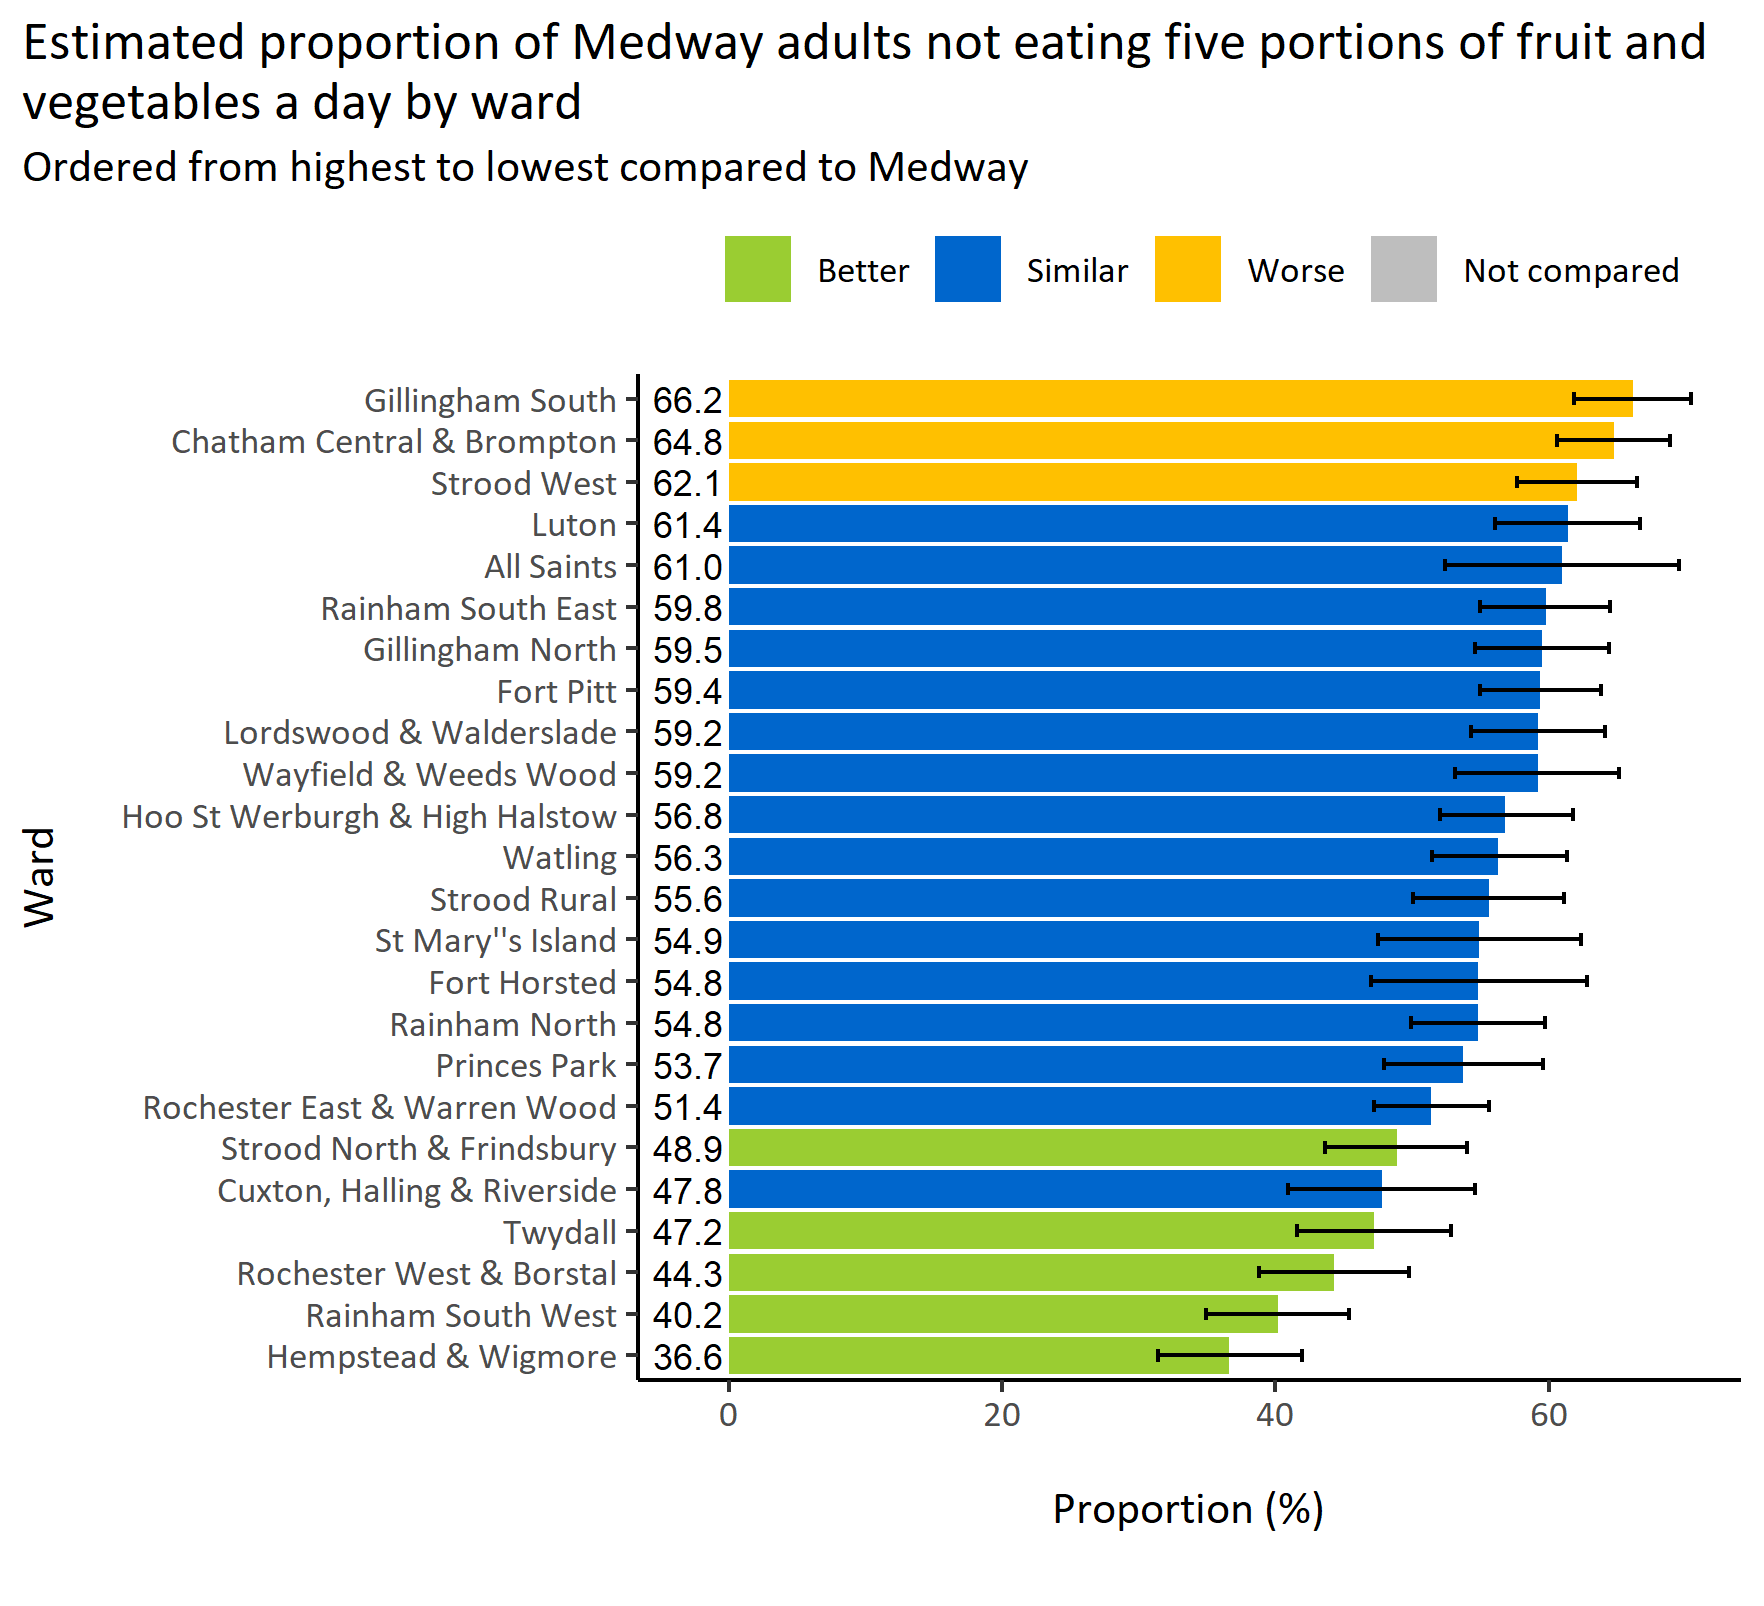 Estimated proportion of Medway adults not eating five portions of fruit and
vegetables a day by ward
Ordered from highest to lowest compared to Medway
Better Similar Worse Not compared
Gillingham South 66.2
Chatham Central & Brompton 64.8
Strood West 62.1
Luton 61.4
All Saints 61.0
Rainham South East 59.8
Gillingham North 59.5
Fort Pitt 59.4
Lordswood & Walderslade 59.2
Wayfield & Weeds Wood 59.2
Hoo St Werburgh & High Halstow 56.8
Watling 56.3
Strood Rural 55.6
St Mary''s Island 54.9
Fort Horsted 54.8
Rainham North 54.8
Princes Park 53.7
Rochester East & Warren Wood 51.4
Strood North & Frindsbury 48.9
Cuxton, Halling & Riverside 47.8
Twydall 47.2
Rochester West & Borstal 44.3
Rainham South West 40.2
Hempstead & Wigmore 36.6
Ward
0 20 40 60
Proportion (%)